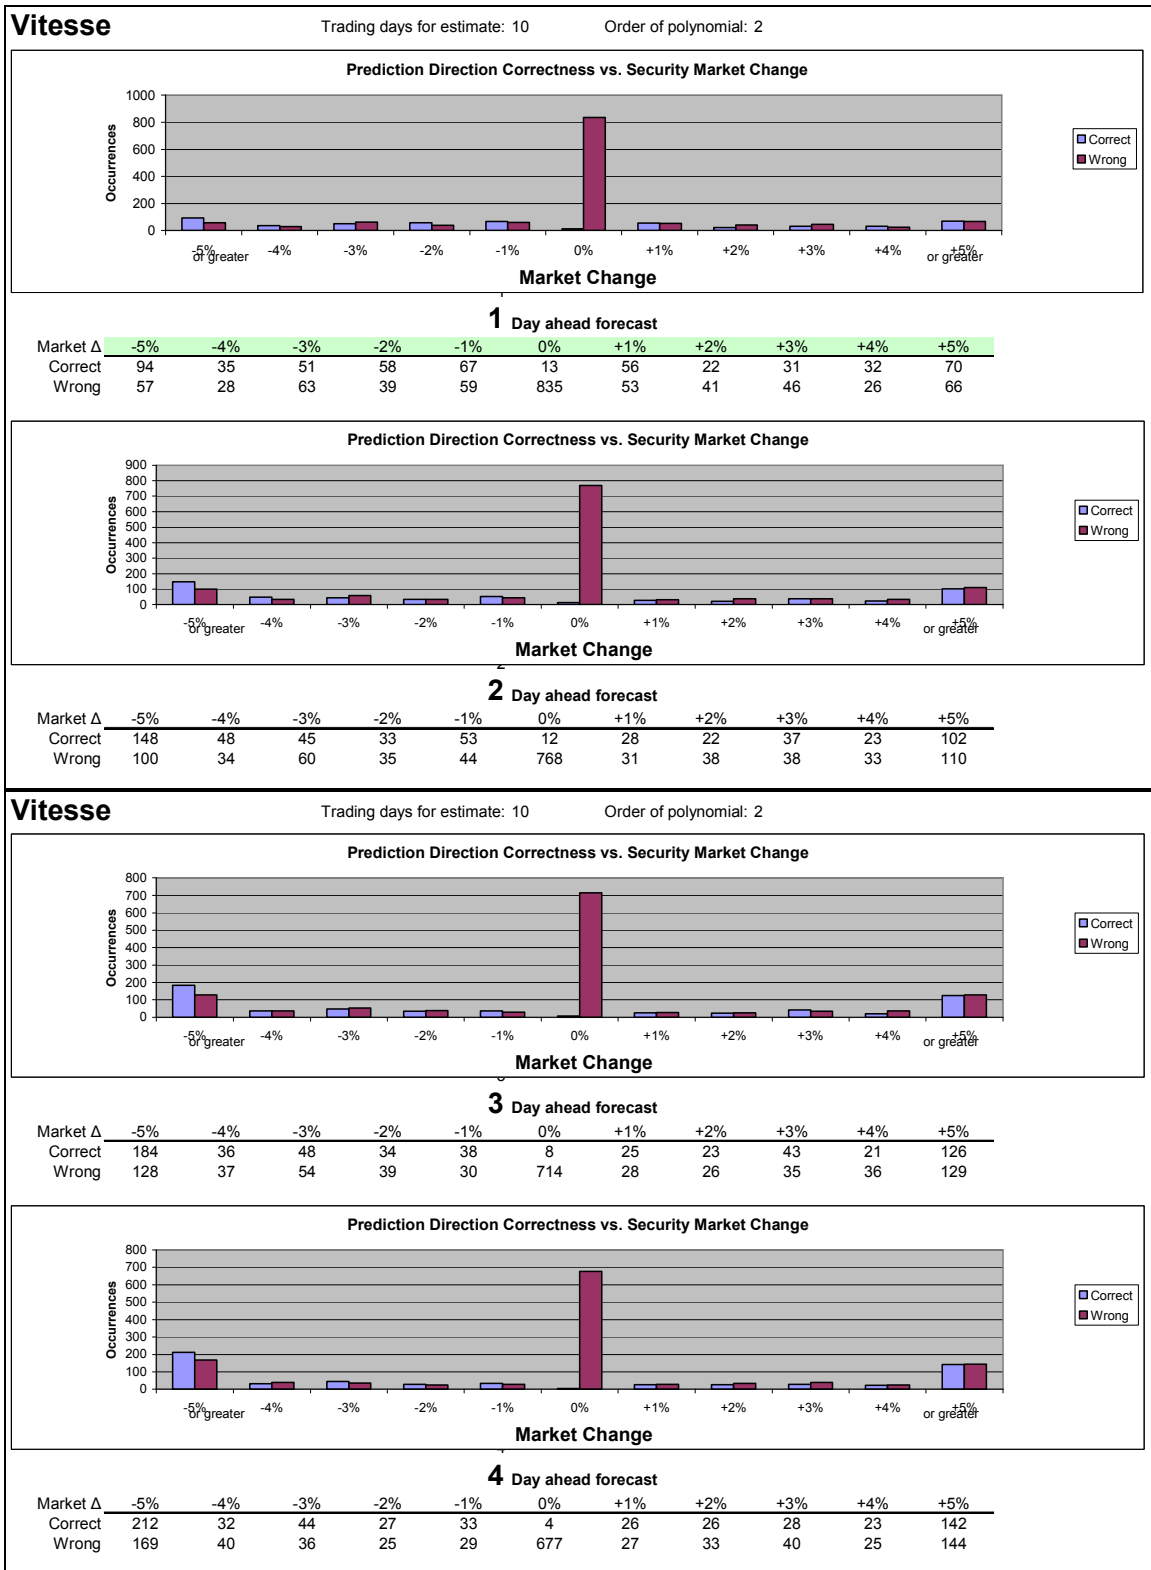 Vitesse Trading days for estimate: 10 Order of polynomial: 2
Prediction Direction Correctness vs. Security Market Change
1000
800
600
400
200
0
Occurrences
Correct
Wrong
-5% -4% -3% -2% -1% 0% +1% +2% +3% +4% +5%
or greater or greater
Market Change
1 Day ahead forecast
Market Δ -5% -4% -3% -2% -1% 0% +1% +2% +3% +4% +5%
Correct 94 35 51 58 67 13 56 22 31 32 70
Wrong 57 28 63 39 59 835 53 41 46 26 66
Prediction Direction Correctness vs. Security Market Change
900
800
700
600
500
400
300
200
100
0
Occurrences
Correct
Wrong
-5% -4% -3% -2% -1% 0% +1% +2% +3% +4% +5%
or greater or greater
Market Change
2 Day ahead forecast
Market Δ -5% -4% -3% -2% -1% 0% +1% +2% +3% +4% +5%
Correct 148 48 45 33 53 12 28 22 37 23 102
Wrong 100 34 60 35 44 768 31 38 38 33 110
Vitesse Trading days for estimate: 10 Order of polynomial: 2
Prediction Direction Correctness vs. Security Market Change
800
700
600
500
400
300
200
100
0
Occurrences
Correct
Wrong
-5% -4% -3% -2% -1% 0% +1% +2% +3% +4% +5%
or greater or greater
Market Change
3 Day ahead forecast
Market Δ -5% -4% -3% -2% -1% 0% +1% +2% +3% +4% +5%
Correct 184 36 48 34 38 8 25 23 43 21 126
Wrong 128 37 54 39 30 714 28 26 35 36 129
Prediction Direction Correctness vs. Security Market Change
800
700
600
500
400
300
200
100
0
Occurrences
Correct
Wrong
-5% -4% -3% -2% -1% 0% +1% +2% +3% +4% +5%
or greater or greater
Market Change
4 Day ahead forecast
Market Δ -5% -4% -3% -2% -1% 0% +1% +2% +3% +4% +5%
Correct 212 32 44 27 33 4 26 26 28 23 142
Wrong 169 40 36 25 29 677 27 33 40 25 144